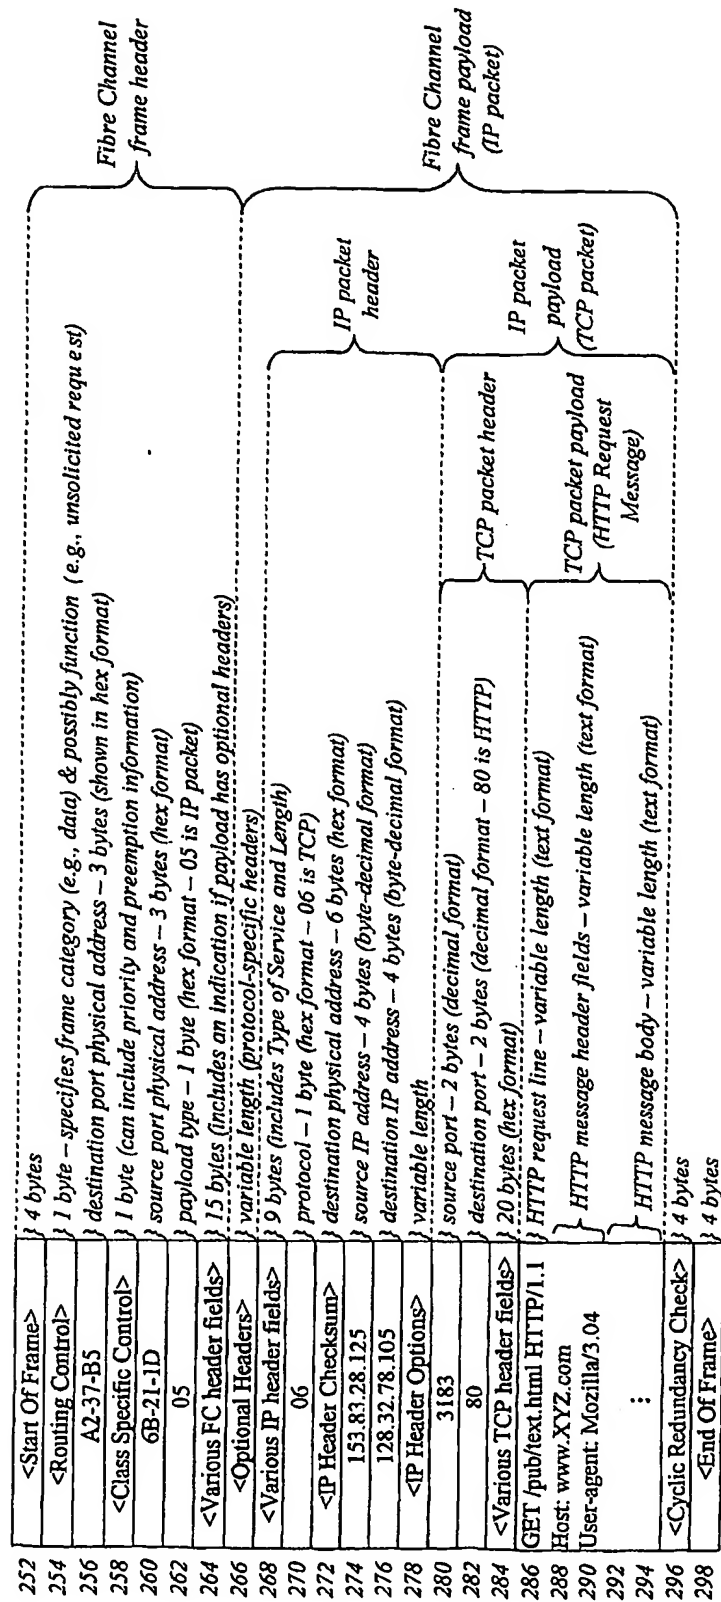 252 <Start Of Frame> } 4 bytes
254 <Routing Control> } 1 byte – specifies frame category (e.g., data) & possibly function (e.g., unsolicited request)
256 A2-37-B5 } destination port physical address – 3 bytes (shown in hex format)
258 <Class Specific Control> } 1 byte (can include priority and preemption information)
260 6B-21-1D } source port physical address – 3 bytes (hex format)
262 05 } payload type – 1 byte (hex format – 05 is IP packet)
264 <Various FC header fields> } 15 bytes (includes an indication if payload has optional headers)
Fibre Channel
frame header
266 <Optional Headers> } variable length (protocol-specific headers)
268 <Various IP header fields> } 9 bytes (includes Type of Service and Length)
270 06 } protocol – 1 byte (hex format – 06 is TCP)
272 <IP Header Checksum> } destination physical address – 6 bytes (hex format)
274 153.83.28.125 } source IP address – 4 bytes (byte-decimal format)
276 128.32.78.105 } destination IP address – 4 bytes (byte-decimal format)
278 <IP Header Options> } variable length
IP packet
header
280 3183 } source port – 2 bytes (decimal format)
282 80 } destination port – 2 bytes (decimal format – 80 is HTTP)
284 <Various TCP header fields> } 20 bytes (hex format)
TCP packet header
286 GET /pub/text.html HTTP/1.1 } HTTP request line – variable length (text format)
288 Host: www.XYZ.com
290 User-agent: Mozilla/3.04
HTTP message header fields – variable length (text format)
292
294 ⋮
HTTP message body – variable length (text format)
TCP packet payload
(HTTP Request
Message)
IP packet
payload
(TCP packet)
Fibre Channel
frame payload
(IP packet)
296 <Cyclic Redundancy Check> } 4 bytes
298 <End Of Frame> } 4 bytes